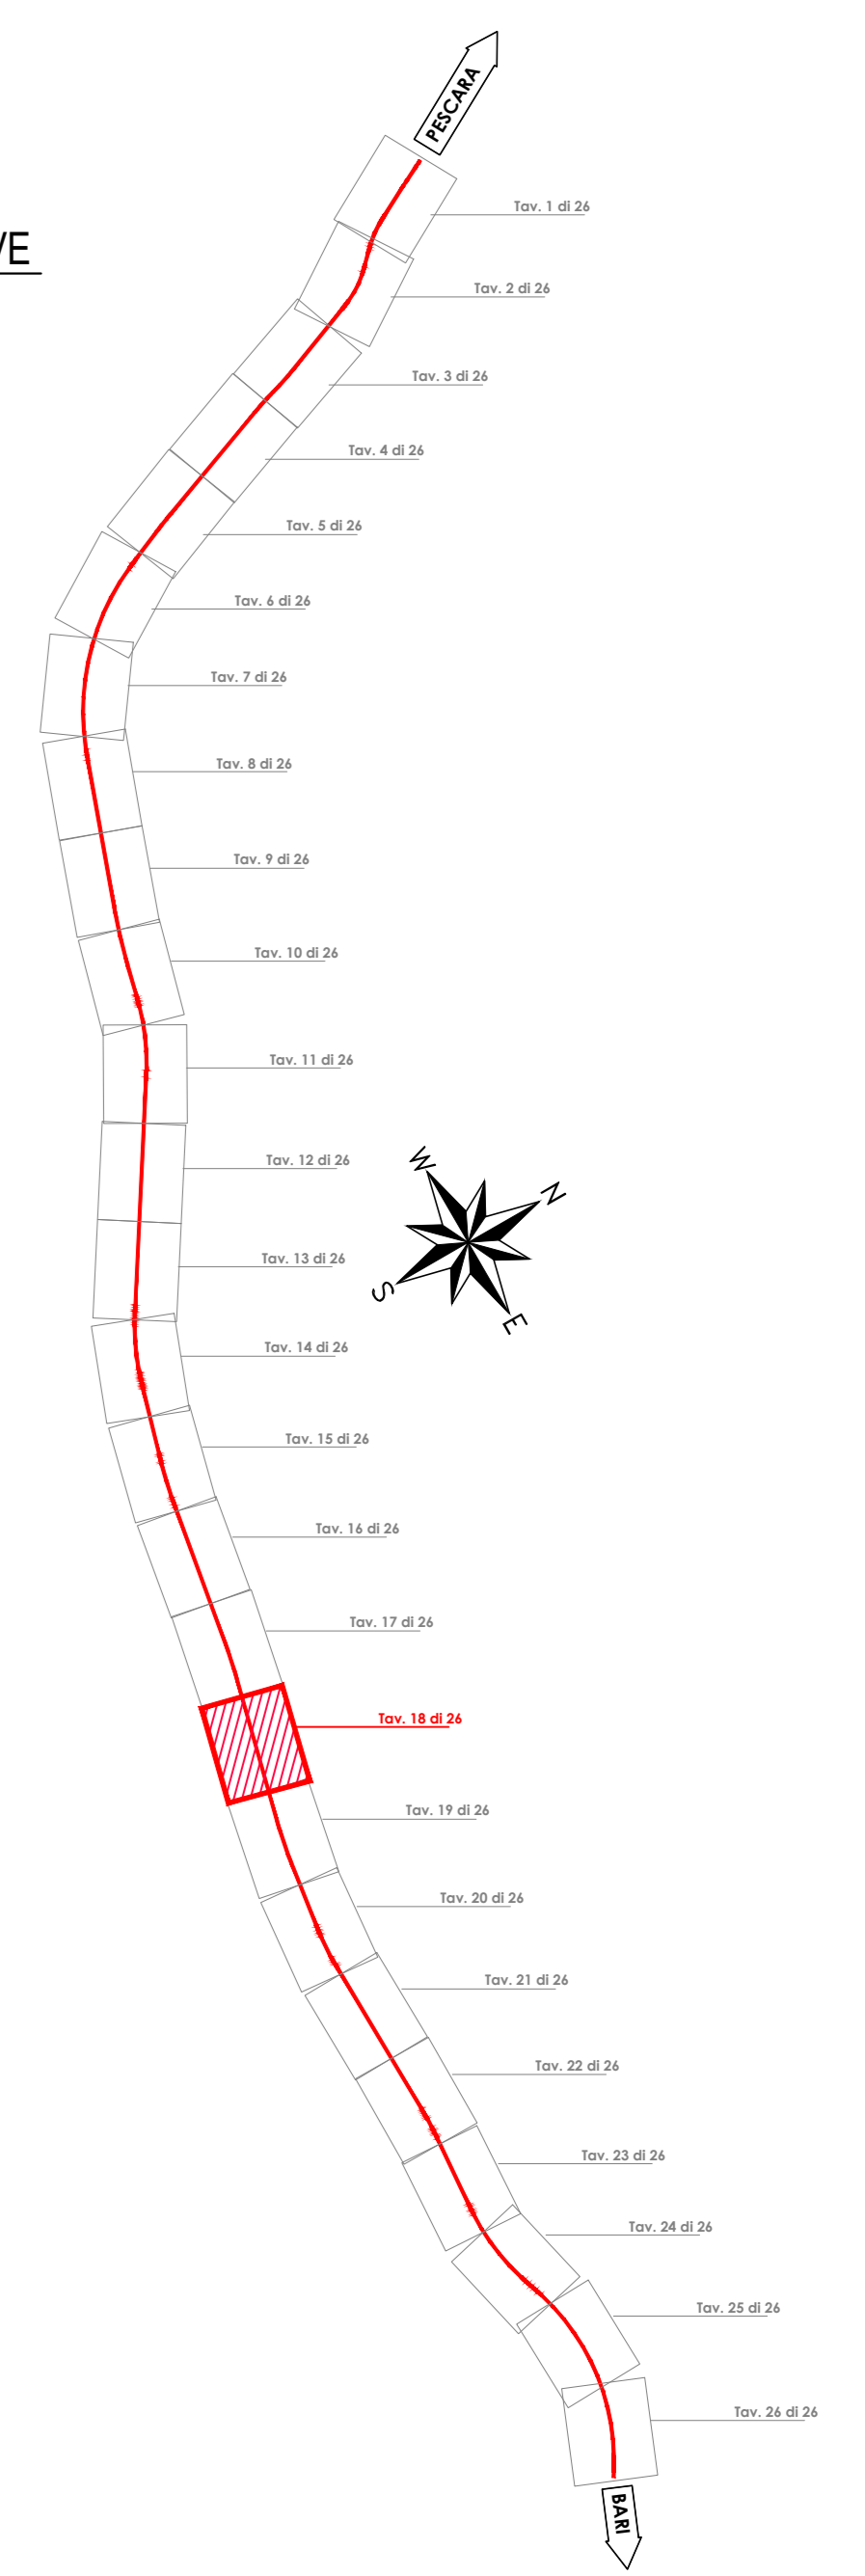 PESCARA
Tav. 1 di 26
VE
Tav. 2 di 26
Tav. 3 di 26
Tav. 4 di 26
Tav. 5 di 26
Tav. 6 di 26
Tav. 7 di 26
Tav. 8 di 26
Tav. 9 di 26
Tav. 10 di 26
Tav. 11 di 26
Tav. 12 di 26
W
N
Tav. 13 di 26
S
E
Tav. 14 di 26
Tav. 15 di 26
Tav. 16 di 26
Tav. 17 di 26
Tav. 18 di 26
Tav. 19 di 26
Tav. 20 di 26
Tav. 21 di 26
Tav. 22 di 26
Tav. 23 di 26
Tav. 24 di 26
Tav. 25 di 26
Tav. 26 di 26
BARI